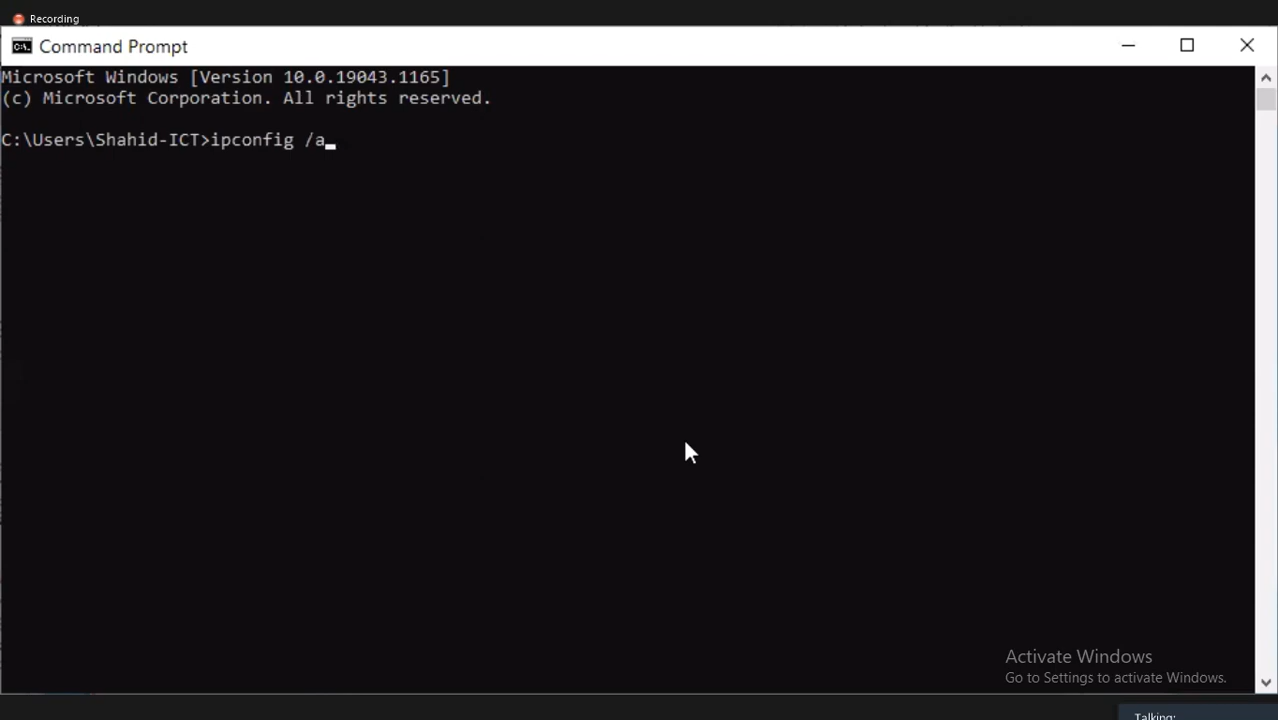 Recording
Command Prompt
Microsoft Windows [Version 10.0.19043.1165]
(c) Microsoft Corporation. All rights reserved.
C:\Users\Shahid-ICT>ipconfig /a
Activate Windows
Go to Settings to activate Windows.
Talking: